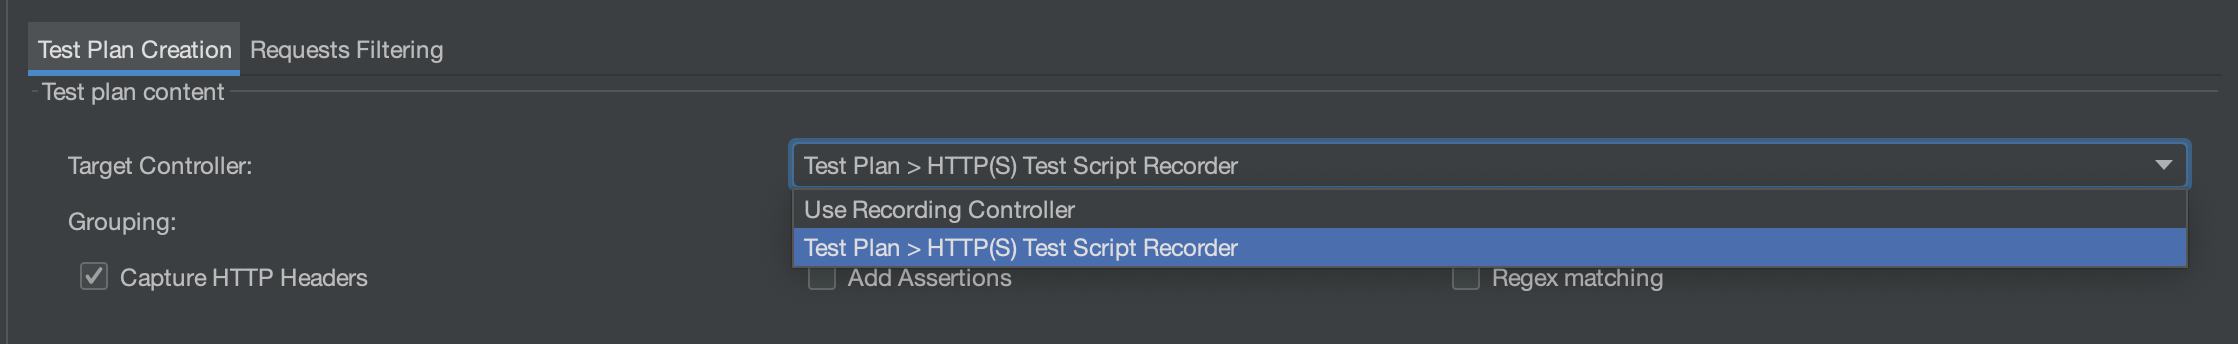 Test Plan Creation Requests Filtering
Test plan content
Target Controller: Test Plan > HTTP(S) Test Script Recorder
Use Recording Controller
Grouping:
Test Plan > HTTP(S) Test Script Recorder
Capture HTTP Headers Add Assertions Regex matching